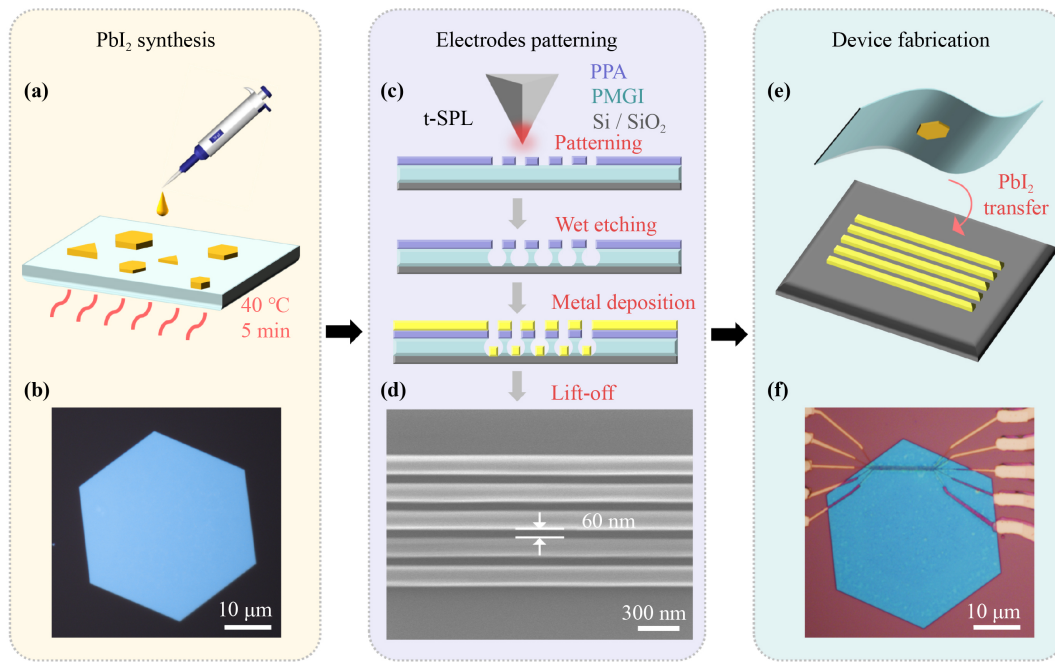 PbI₂ synthesis
(a)
40 ℃
5 min
(b)
10 μm
Electrodes patterning
(c)
t-SPL
PPA
PMGI
Si / SiO₂
Patterning
Wet etching
Metal deposition
Lift-off
(d)
60 nm
300 nm
Device fabrication
(e)
PbI₂
transfer
(f)
10 μm